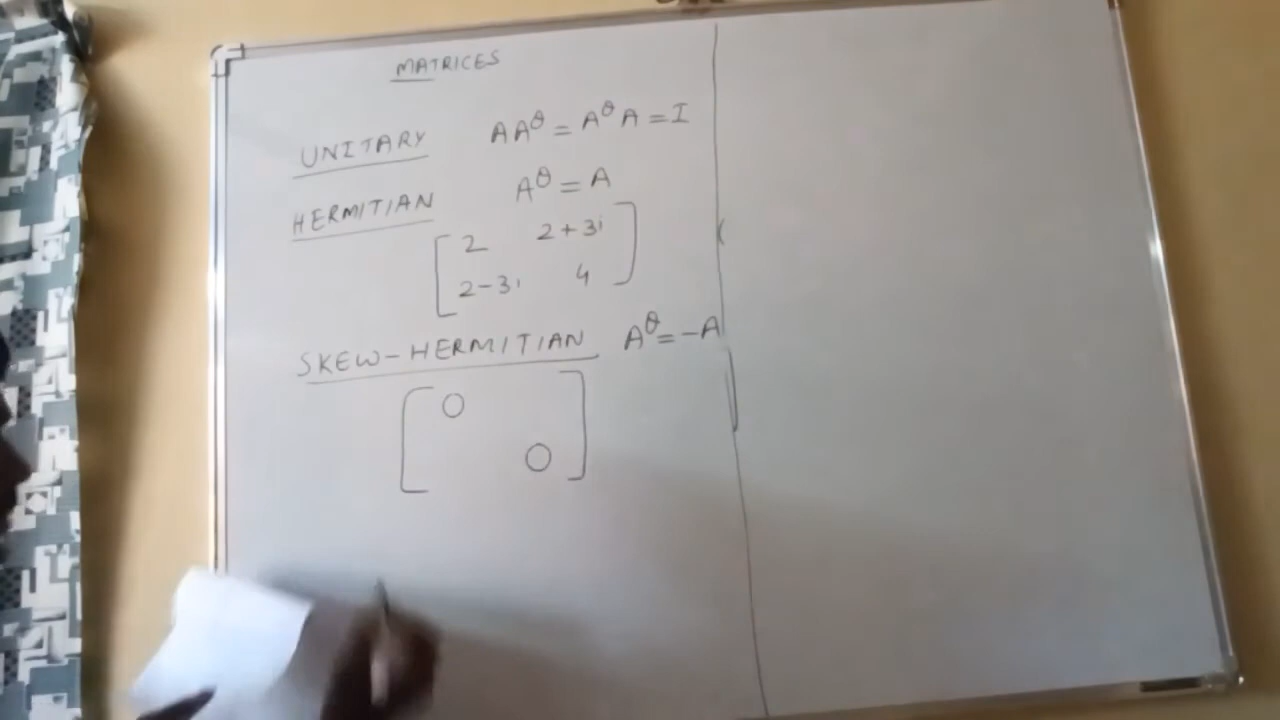 MATRICES
UNITARY AA^θ = A^θ A = I
HERMITIAN A^θ = A
[ 2 2+3i
2-3i 4 ]
SKEW-HERMITIAN A^θ = -A
[ 0
0 ]